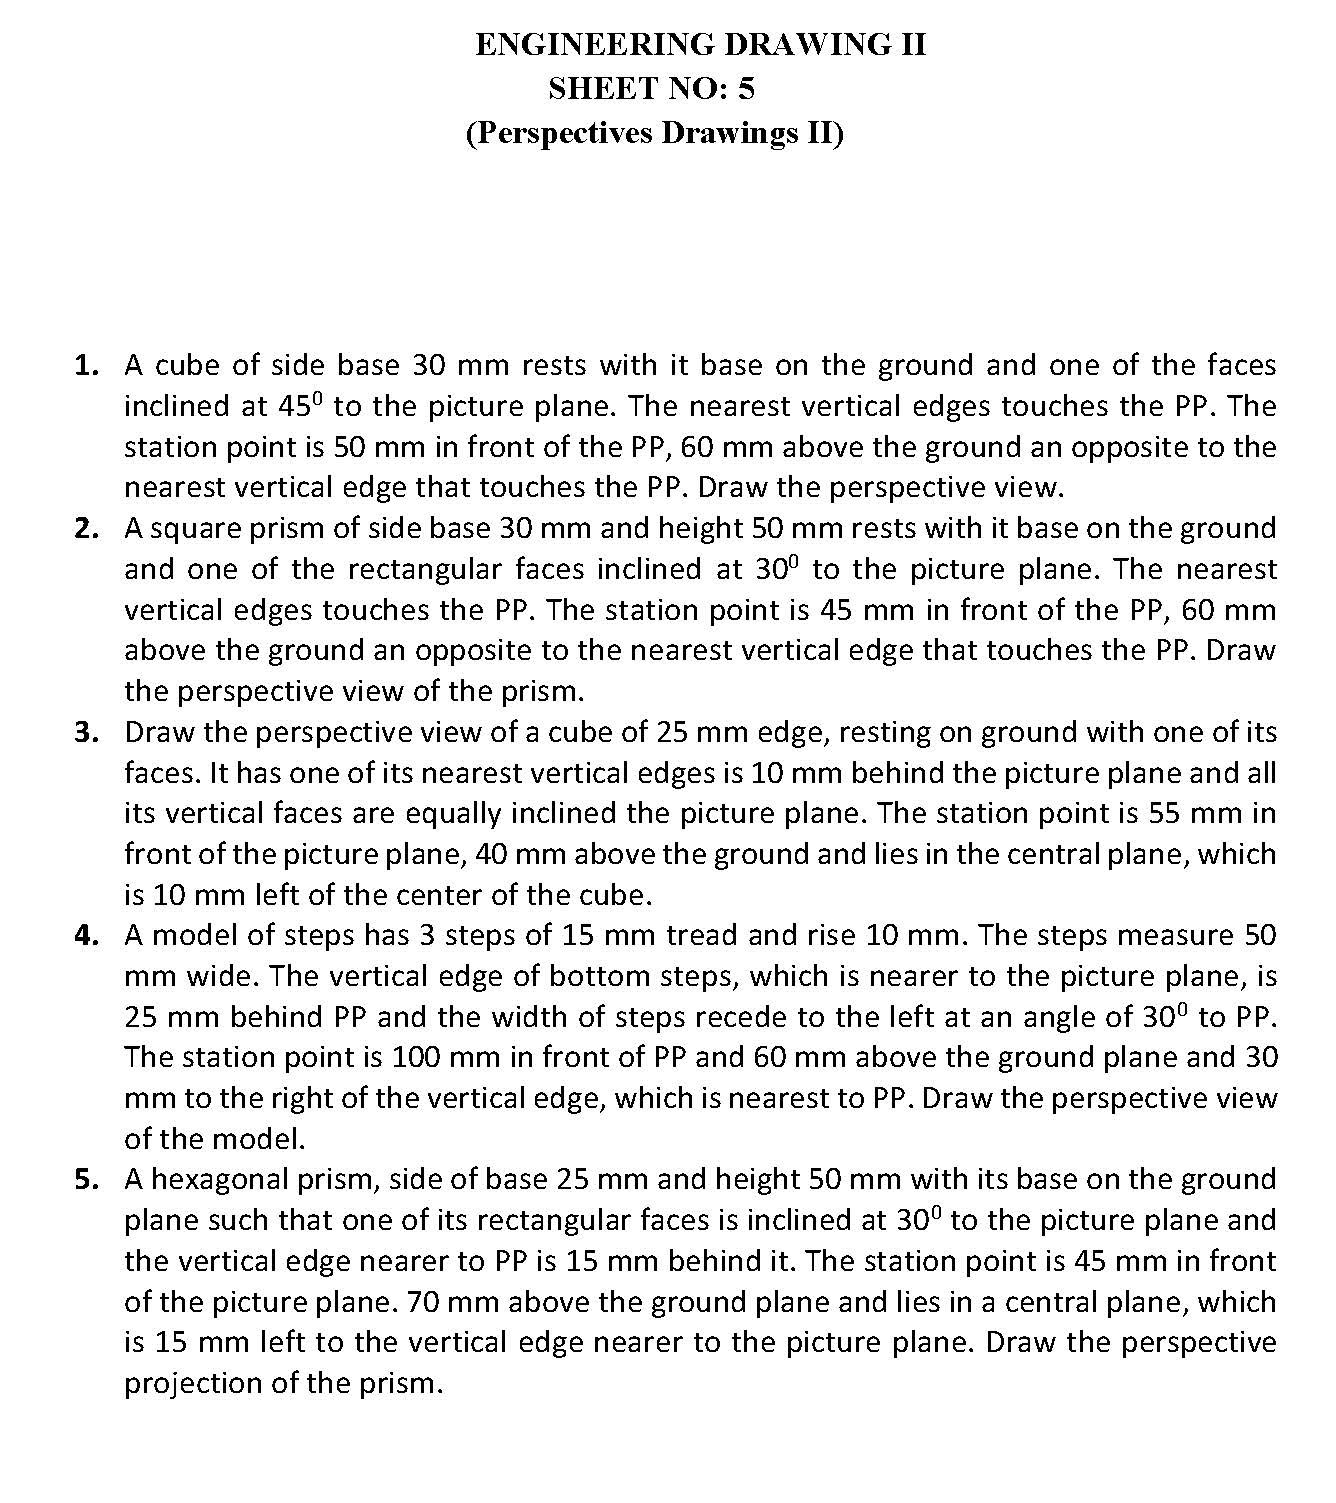 ENGINEERING DRAWING II
SHEET NO: 5
(Perspectives Drawings II)
1. A cube of side base 30 mm rests with it base on the ground and one of the faces
inclined at 45⁰ to the picture plane. The nearest vertical edges touches the PP. The
station point is 50 mm in front of the PP, 60 mm above the ground an opposite to the
nearest vertical edge that touches the PP. Draw the perspective view.
2. A square prism of side base 30 mm and height 50 mm rests with it base on the ground
and one of the rectangular faces inclined at 30⁰ to the picture plane. The nearest
vertical edges touches the PP. The station point is 45 mm in front of the PP, 60 mm
above the ground an opposite to the nearest vertical edge that touches the PP. Draw
the perspective view of the prism.
3. Draw the perspective view of a cube of 25 mm edge, resting on ground with one of its
faces. It has one of its nearest vertical edges is 10 mm behind the picture plane and all
its vertical faces are equally inclined the picture plane. The station point is 55 mm in
front of the picture plane, 40 mm above the ground and lies in the central plane, which
is 10 mm left of the center of the cube.
4. A model of steps has 3 steps of 15 mm tread and rise 10 mm. The steps measure 50
mm wide. The vertical edge of bottom steps, which is nearer to the picture plane, is
25 mm behind PP and the width of steps recede to the left at an angle of 30⁰ to PP.
The station point is 100 mm in front of PP and 60 mm above the ground plane and 30
mm to the right of the vertical edge, which is nearest to PP. Draw the perspective view
of the model.
5. A hexagonal prism, side of base 25 mm and height 50 mm with its base on the ground
plane such that one of its rectangular faces is inclined at 30⁰ to the picture plane and
the vertical edge nearer to PP is 15 mm behind it. The station point is 45 mm in front
of the picture plane. 70 mm above the ground plane and lies in a central plane, which
is 15 mm left to the vertical edge nearer to the picture plane. Draw the perspective
projection of the prism.